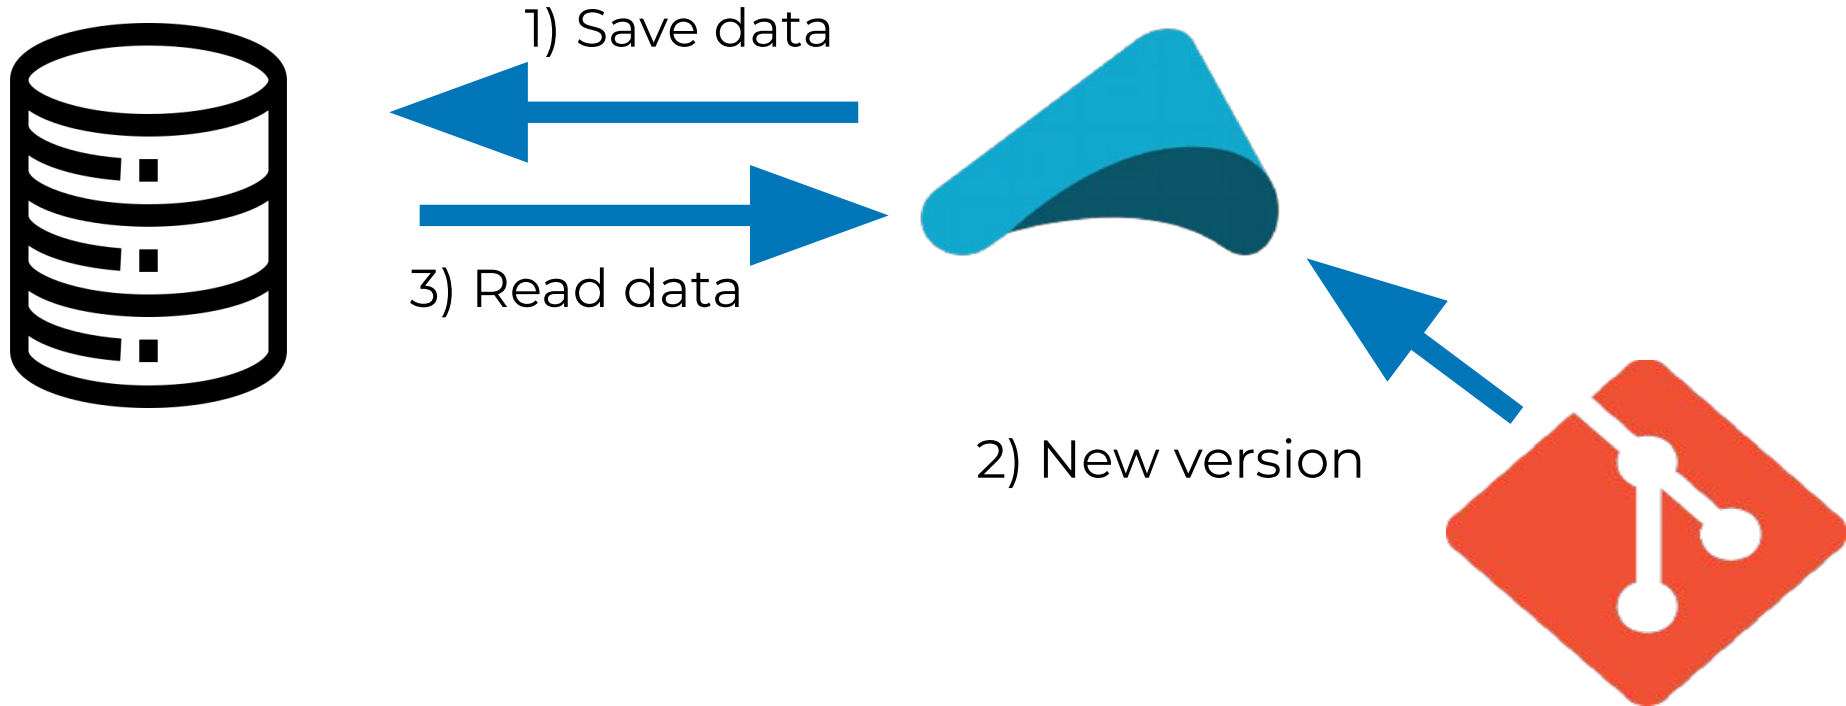 1) Save data
3) Read data
2) New version